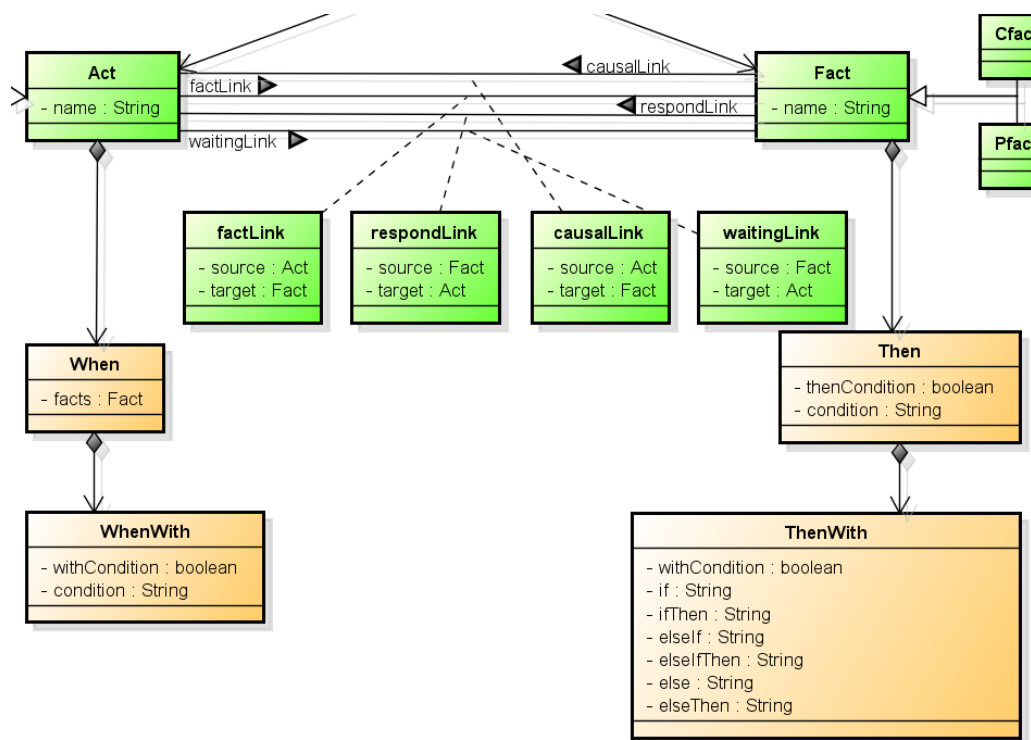 Cfac
Act
- name : String
factLink
causalLink
respondLink
waitingLink
Fact
- name : String
Pfac
factLink
- source : Act
- target : Fact
respondLink
- source : Fact
- target : Act
causalLink
- source : Act
- target : Fact
waitingLink
- source : Fact
- target : Act
When
- facts : Fact
Then
- thenCondition : boolean
- condition : String
WhenWith
- withCondition : boolean
- condition : String
ThenWith
- withCondition : boolean
- if : String
- ifThen : String
- elseIf : String
- elseIfThen : String
- else : String
- elseThen : String